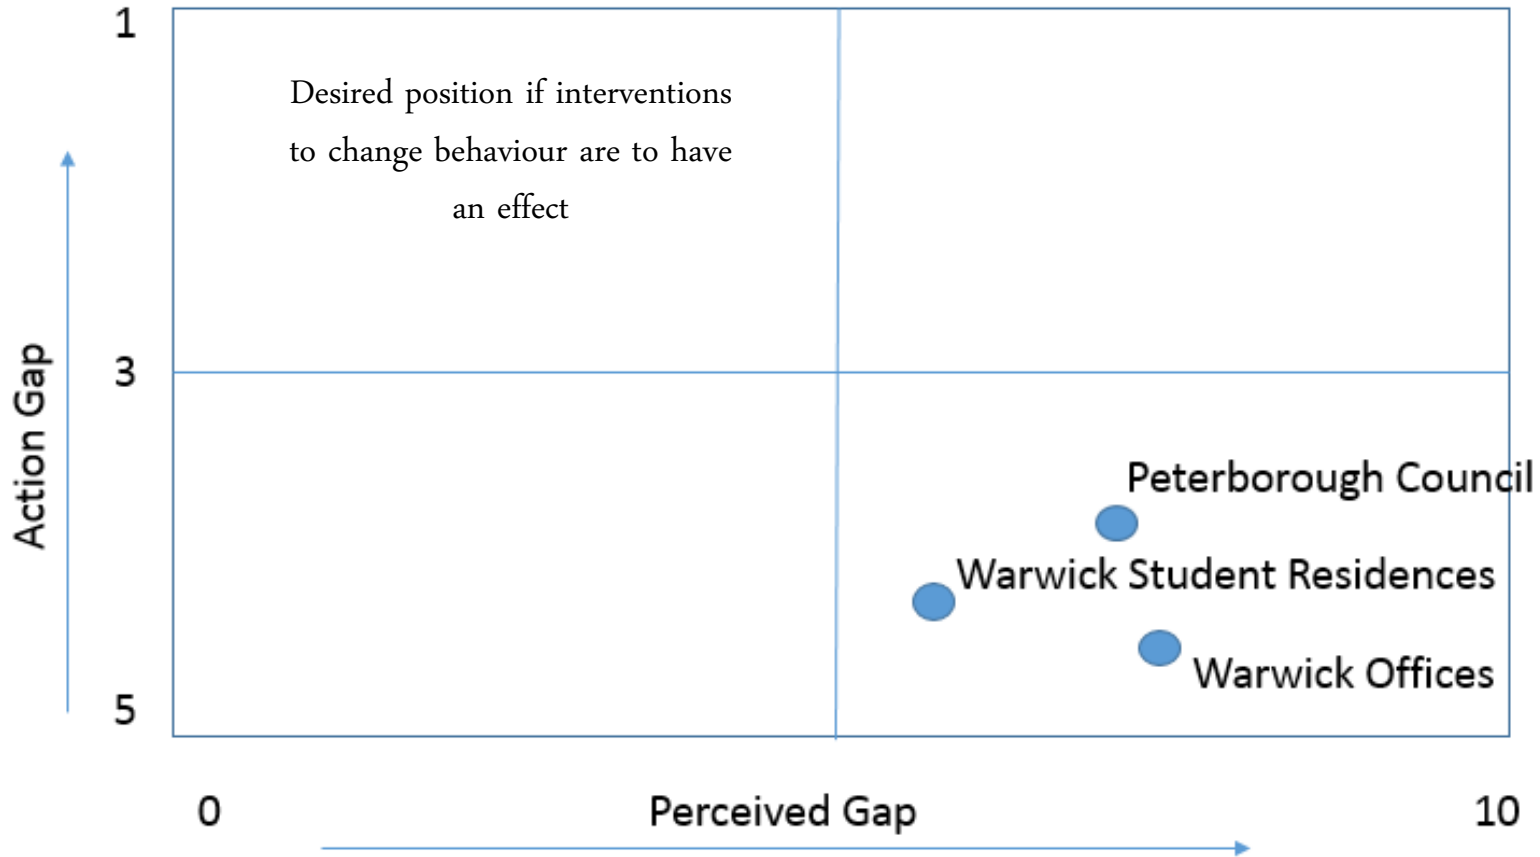 1
Desired position if interventions
to change behaviour are to have
an effect
3
Action Gap
Peterborough Council
Warwick Student Residences
Warwick Offices
5
0
Perceived Gap
10